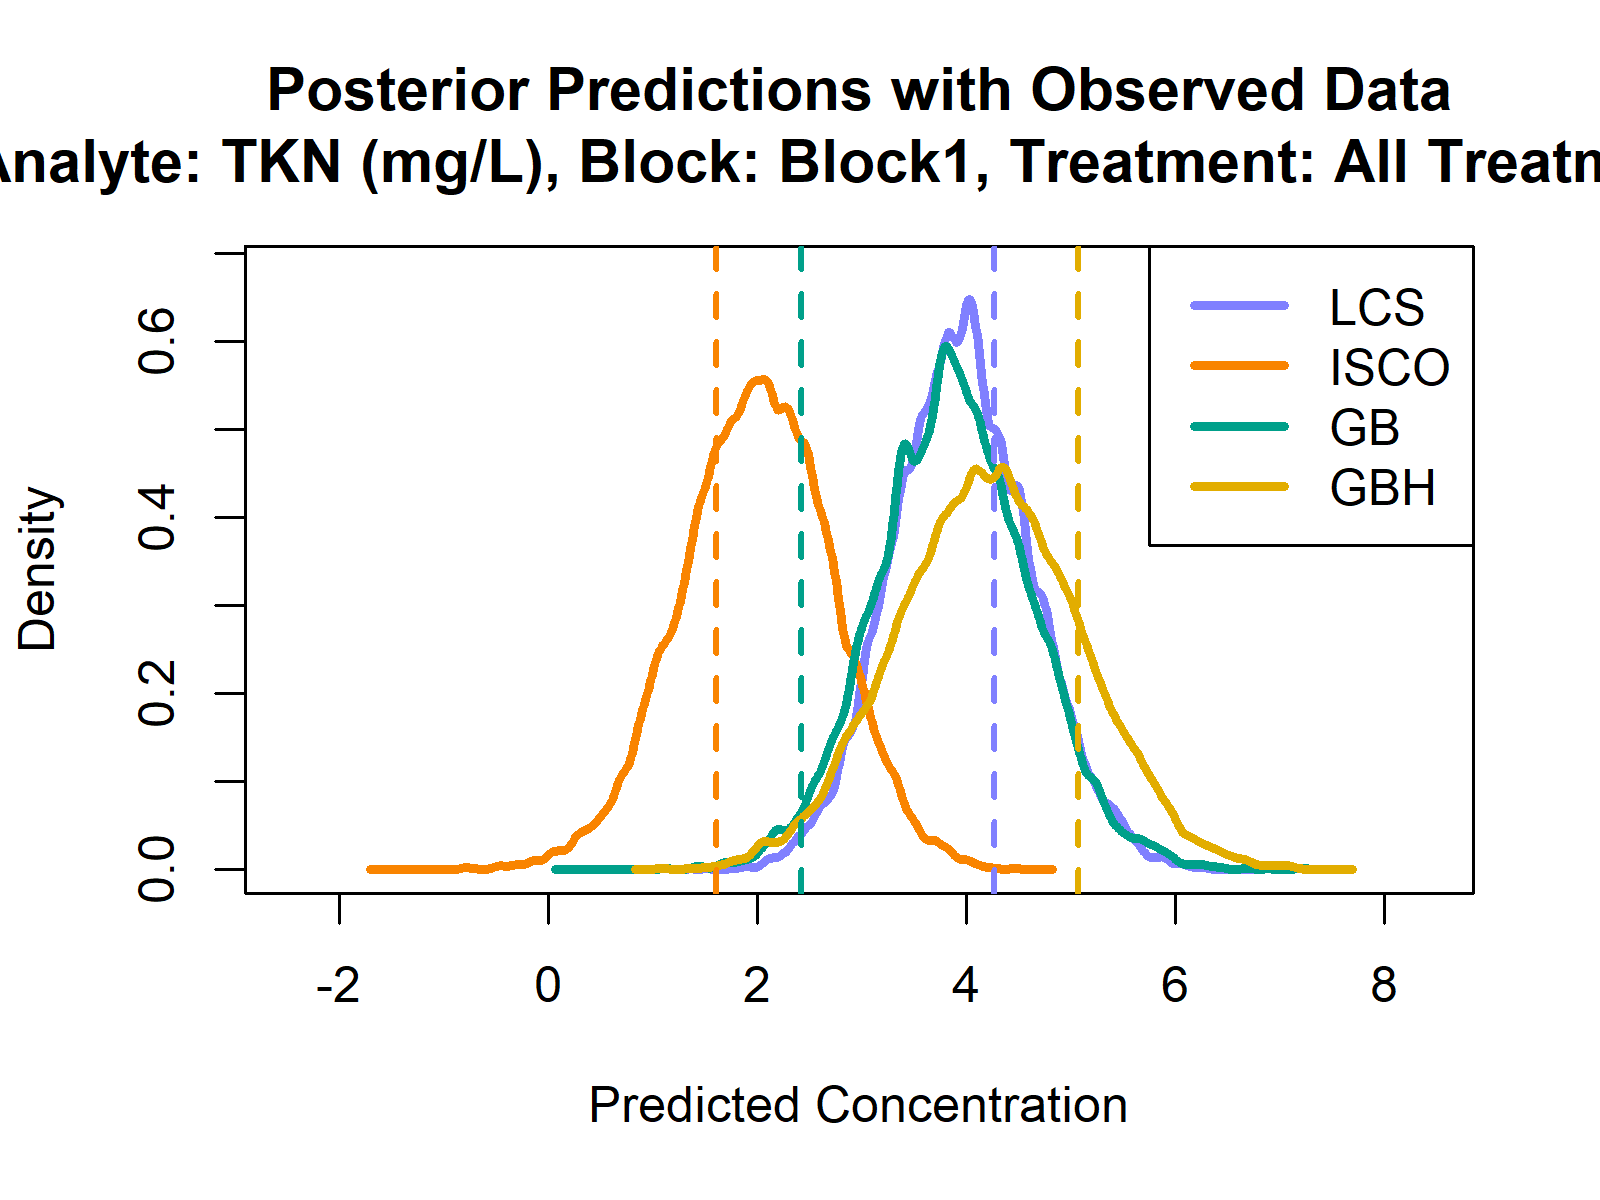 Posterior Predictions with Observed Data
Analyte: TKN (mg/L), Block: Block1, Treatment: All Treatm
LCS
ISCO
GB
GBH
Density
0.0
0.2
0.4
0.6
-2
0
2
4
6
8
Predicted Concentration